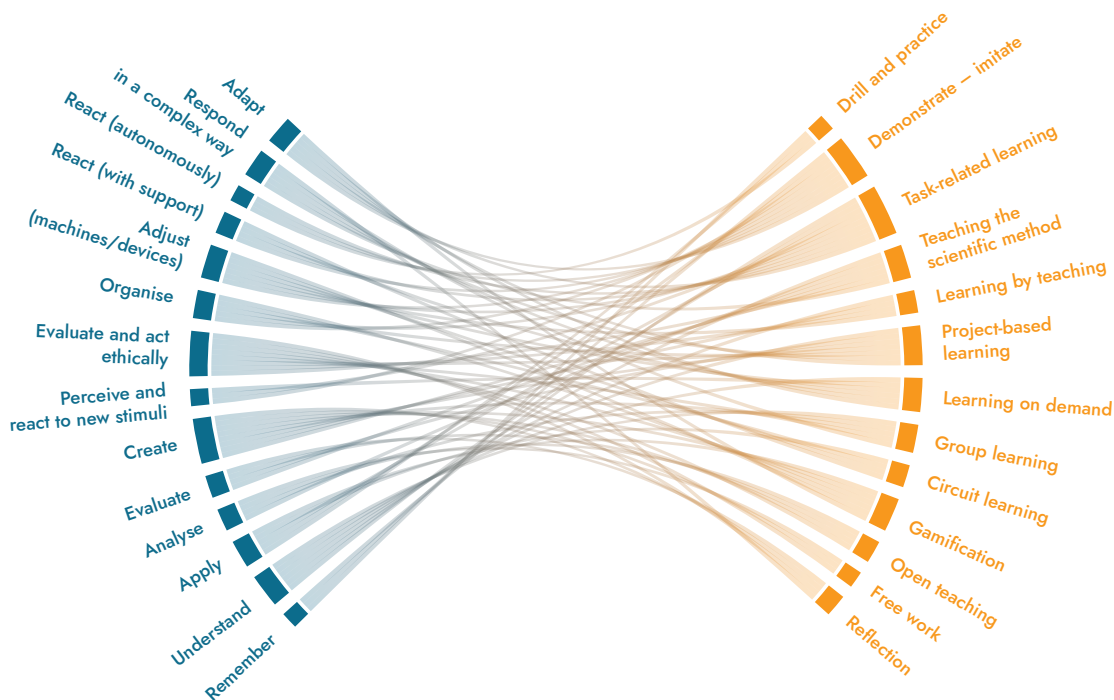 Adapt
Respond
in a complex way
React (autonomously)
React (with support)
Adjust
(machines/devices)
Organise
Evaluate and act
ethically
Perceive and
react to new stimuli
Create
Evaluate
Analyse
Apply
Understand
Remember
Drill and practice
Demonstrate – imitate
Task-related learning
Teaching the
scientific method
Learning by teaching
Project-based
learning
Learning on demand
Group learning
Circuit learning
Gamification
Open teaching
Free work
Reflection